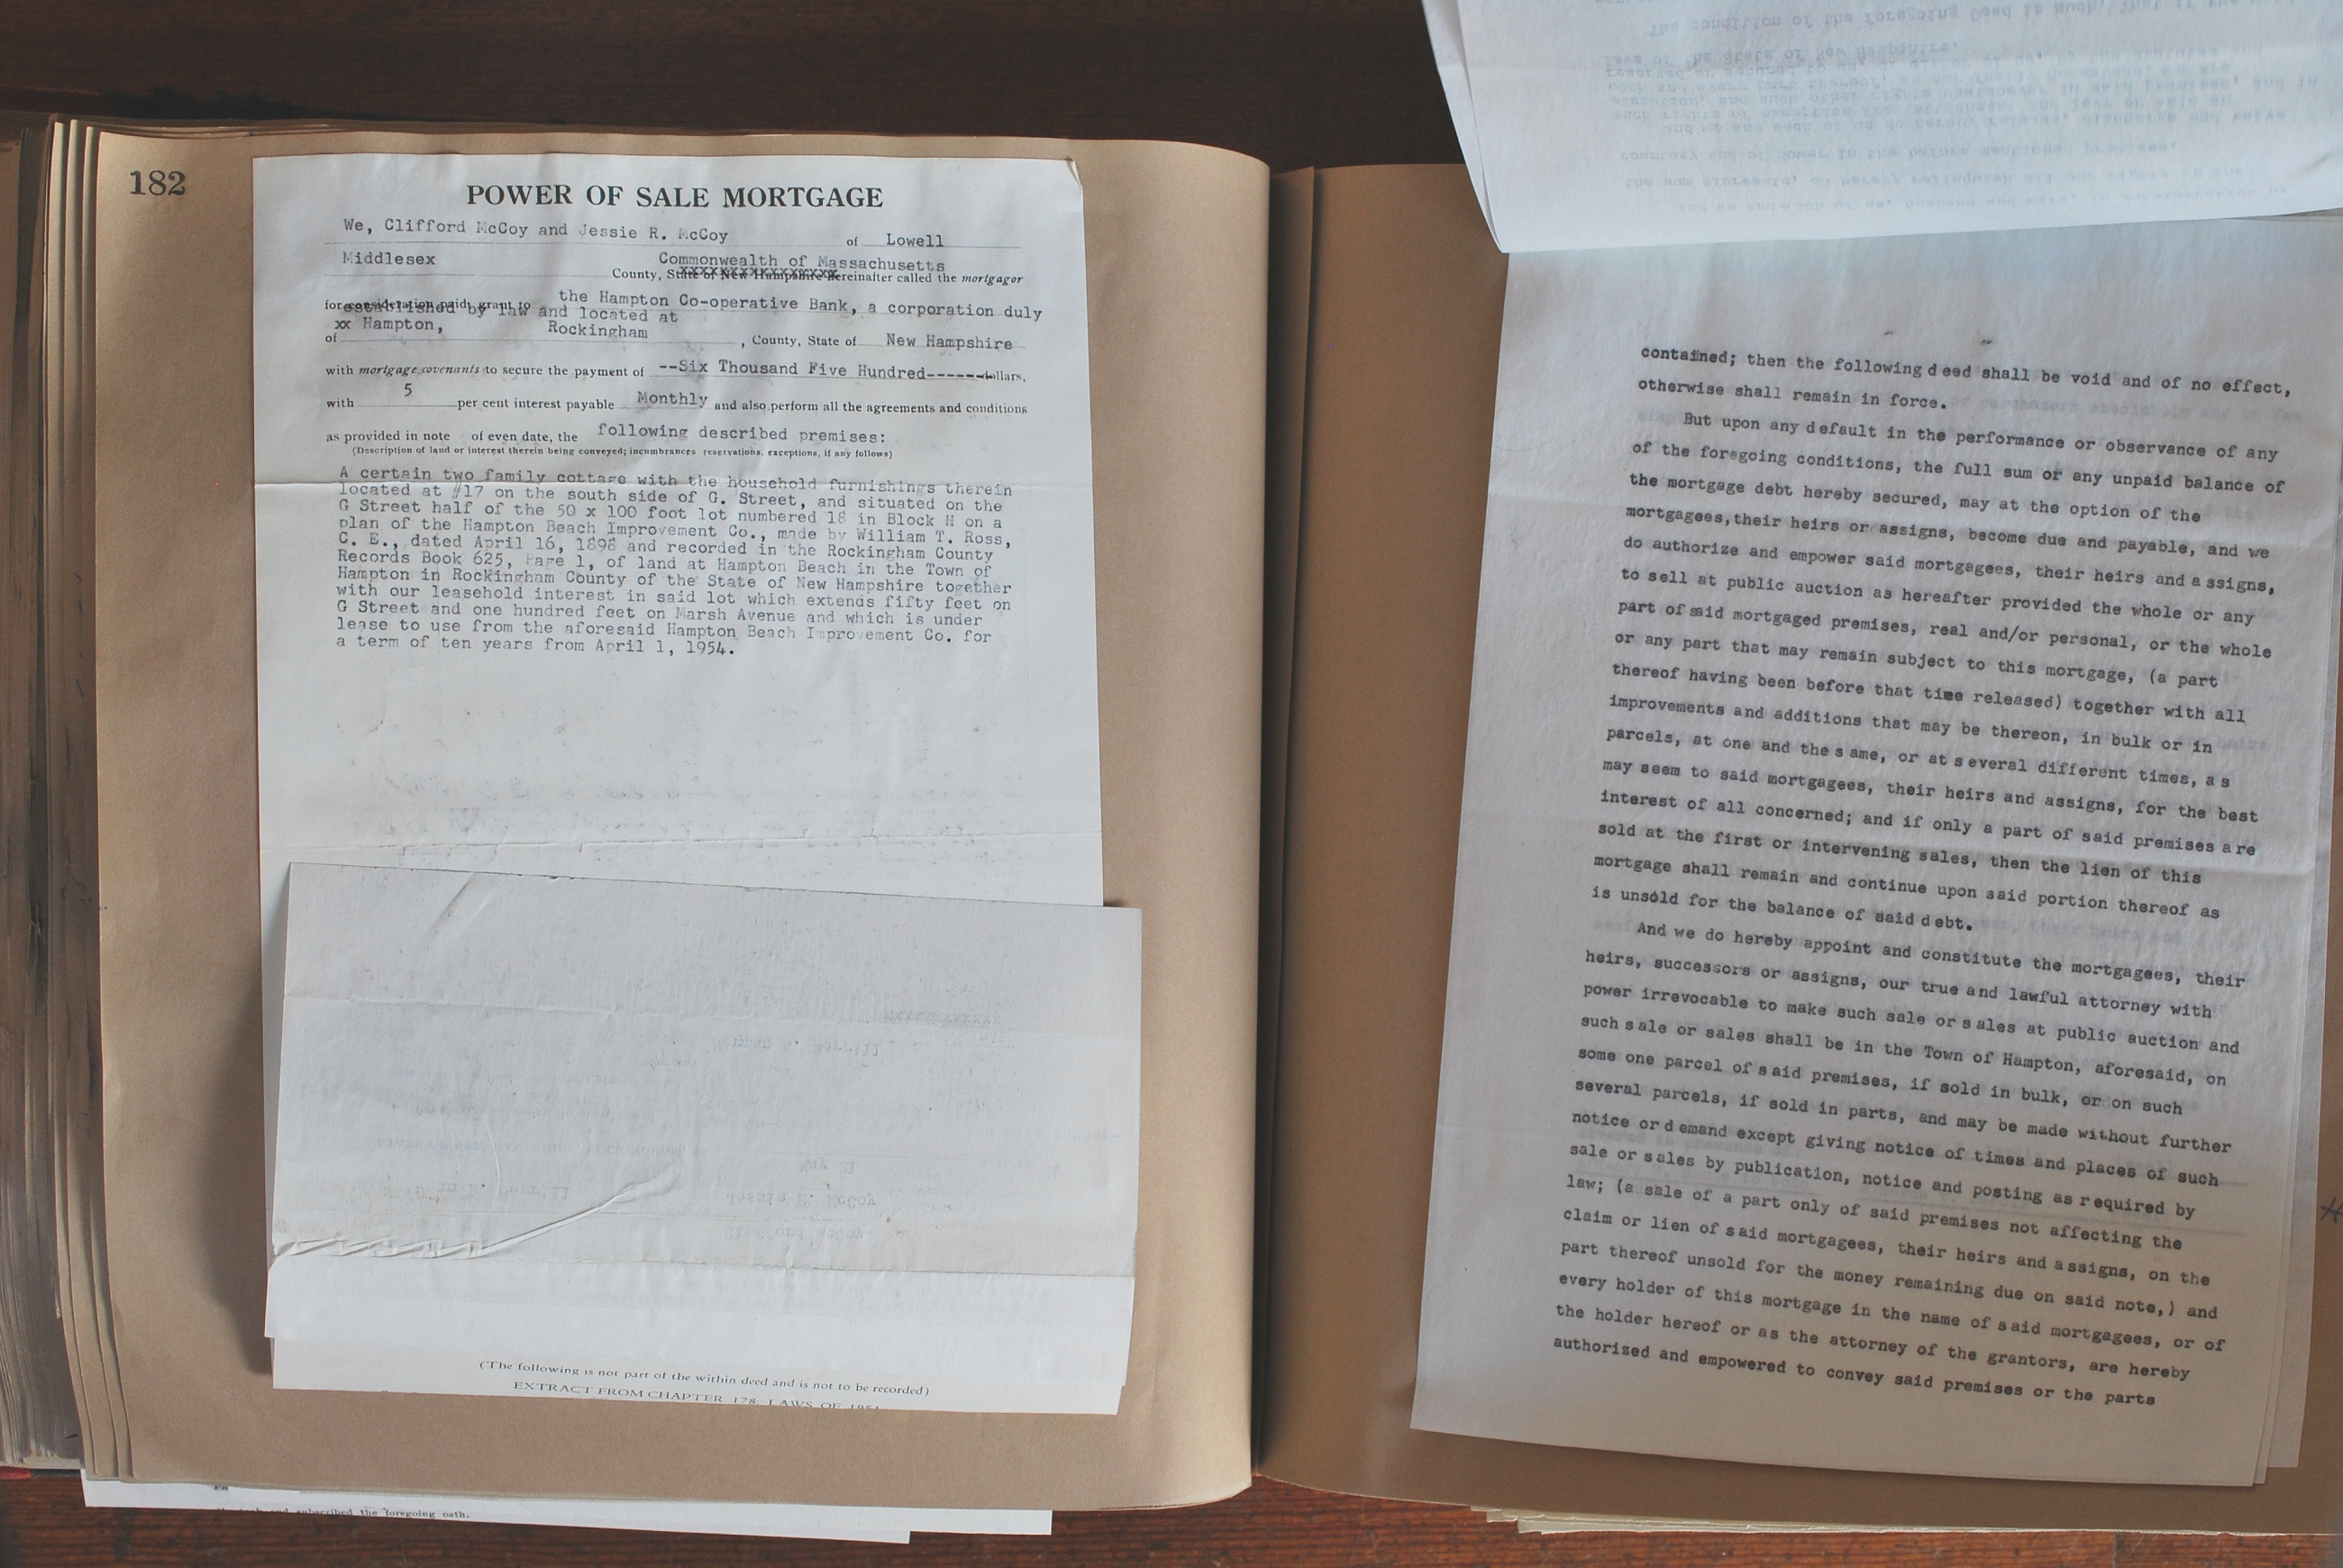 182
POWER OF SALE MORTGAGE
We, Clifford McCoy and Jessie R. McCoy of Lowell
Middlesex Commonwealth of Massachusetts
County, State of New Hampshire hereinafter called the mortgagor
for consideration paid, grant to the Hampton Co-operative Bank, a corporation duly
established by law and located at
xx Hampton, Rockingham
of , County, State of New Hampshire
with mortgage covenants to secure the payment of --Six Thousand Five Hundred------dollars,
with 5 per cent interest payable Monthly and also perform all the agreements and conditions
as provided in note of even date, the following described premises:
(Description of land or interest therein being conveyed; incumbrances reservations, exceptions, if any follows)
A certain two family cottage with the household furnishings therein
located at #17 on the south side of G. Street, and situated on the
G Street half of the 50 x 100 foot lot numbered 18 in Block H on a
plan of the Hampton Beach Improvement Co., made by William T. Ross,
C. E., dated April 16, 1898 and recorded in the Rockingham County
Records Book 625, Page 1, of land at Hampton Beach in the Town of
Hampton in Rockingham County of the State of New Hampshire together
with our leasehold interest in said lot which extends fifty feet on
G Street and one hundred feet on Marsh Avenue and which is under
lease to use from the aforesaid Hampton Beach Improvement Co. for
a term of ten years from April 1, 1954.
(The following is not part of the within deed and is not to be recorded)
EXTRACT FROM CHAPTER 178, LAWS OF 1951
and subscribed the foregoing oath.
contained; then the following deed shall be void and of no effect,
otherwise shall remain in force.
But upon any default in the performance or observance of any
of the foregoing conditions, the full sum or any unpaid balance of
the mortgage debt hereby secured, may at the option of the
mortgagees, their heirs or assigns, become due and payable, and we
do authorize and empower said mortgagees, their heirs and assigns,
to sell at public auction as hereafter provided the whole or any
part of said mortgaged premises, real and/or personal, or the whole
or any part that may remain subject to this mortgage, (a part
thereof having been before that time released) together with all
improvements and additions that may be thereon, in bulk or in
parcels, at one and the same, or at several different times, as
may seem to said mortgagees, their heirs and assigns, for the best
interest of all concerned; and if only a part of said premises are
sold at the first or intervening sales, then the lien of this
mortgage shall remain and continue upon said portion thereof as
is unsold for the balance of said debt.
And we do hereby appoint and constitute the mortgagees, their
heirs, successors or assigns, our true and lawful attorney with
power irrevocable to make such sale or sales at public auction and
such sale or sales shall be in the Town of Hampton, aforesaid, on
some one parcel of said premises, if sold in bulk, or on such
several parcels, if sold in parts, and may be made without further
notice or demand except giving notice of times and places of such
sale or sales by publication, notice and posting as required by
law; (a sale of a part only of said premises not affecting the
claim or lien of said mortgagees, their heirs and assigns, on the
part thereof unsold for the money remaining due on said note,) and
every holder of this mortgage in the name of said mortgagees, or of
the holder hereof or as the attorney of the grantors, are hereby
authorized and empowered to convey said premises or the parts